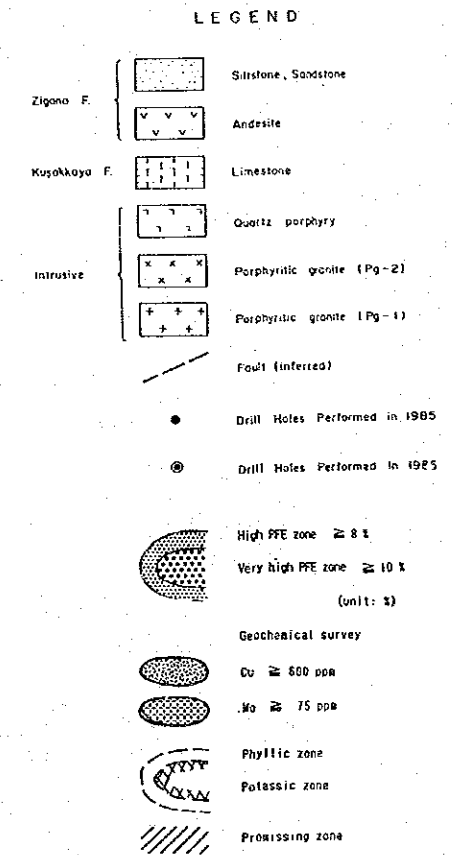 LEGEND
Zigana F.
Siltstone, Sandstone
Andesite
Kuşakkaya F.
Limestone
Intrusive
Quartz porphyry
Porphyritic granite (Pg-2)
Porphyritic granite (Pg-1)
Fault (inferred)
Drill Holes Performed in 1985
Drill Holes Performed in 1985
High PFE zone ≧ 8 %
Very high PFE zone ≧ 10 %
(unit: %)
Geochemical survey
Cu ≧ 600 ppm
Mo ≧ 75 ppm
Phyllic zone
Potassic zone
Promissing zone